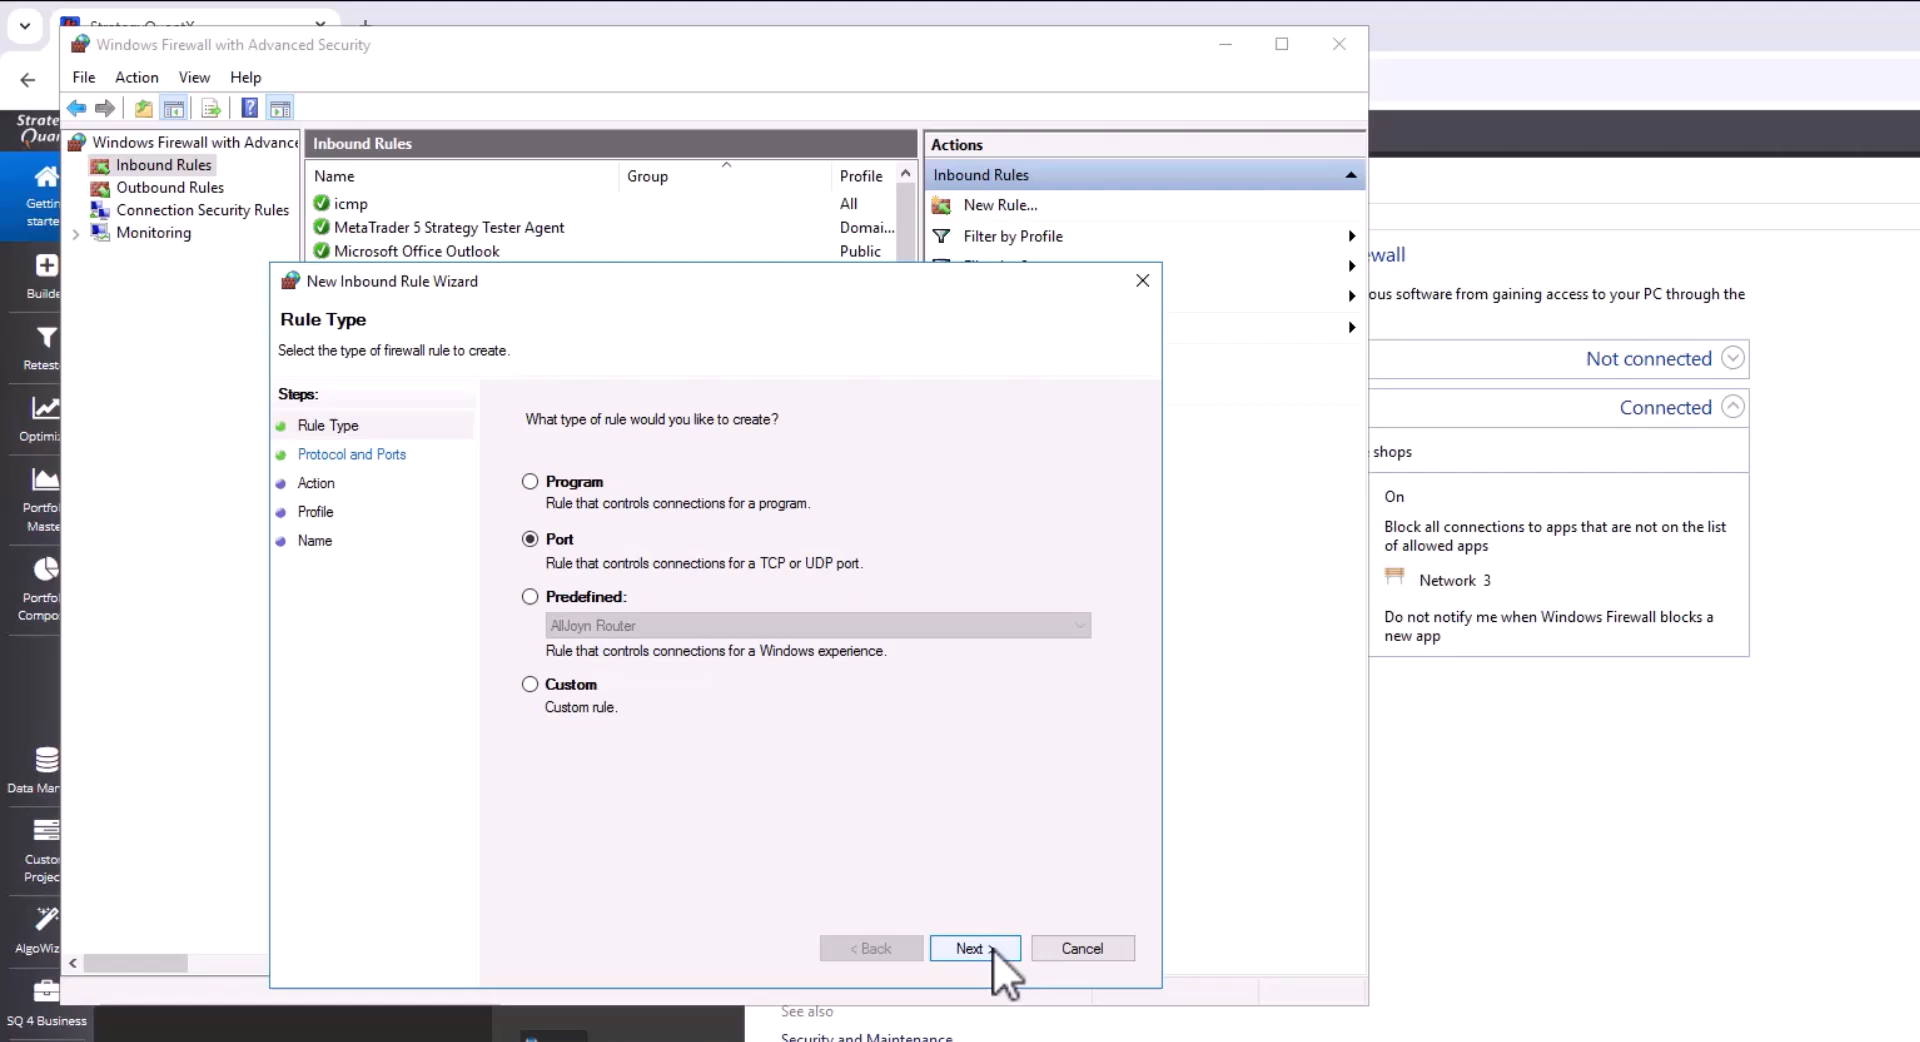 Windows Firewall with Advanced Security
File Action View Help
Strate
Quan
Windows Firewall with Advance
Inbound Rules
Outbound Rules
Connection Security Rules
Monitoring
Inbound Rules
Name Group Profile
icmp All
MetaTrader 5 Strategy Tester Agent Domai...
Microsoft Office Outlook Public
Actions
Inbound Rules
New Rule...
Filter by Profile
Gettin
starte
Builde
Retest
Optimiz
Portfol
Maste
Portfol
Compo
Data Man
Custo
Projec
AlgoWiz
SQ 4 Business
New Inbound Rule Wizard
Rule Type
Select the type of firewall rule to create.
Steps:
Rule Type
Protocol and Ports
Action
Profile
Name
What type of rule would you like to create?
Program
Rule that controls connections for a program.
Port
Rule that controls connections for a TCP or UDP port.
Predefined:
AllJoyn Router
Rule that controls connections for a Windows experience.
Custom
Custom rule.
< Back Next > Cancel
wall
ous software from gaining access to your PC through the
Not connected
Connected
shops
On
Block all connections to apps that are not on the list
of allowed apps
Network 3
Do not notify me when Windows Firewall blocks a
new app
See also
Security and Maintenance